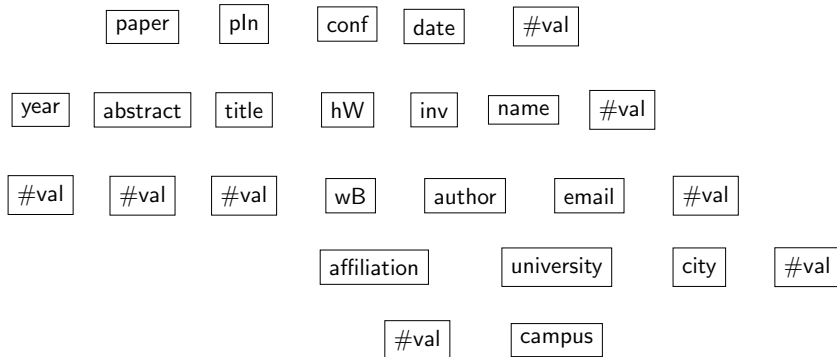 paper pIn conf date #val
year abstract title hW inv name #val
#val #val #val wB author email #val
affiliation university city #val
#val campus